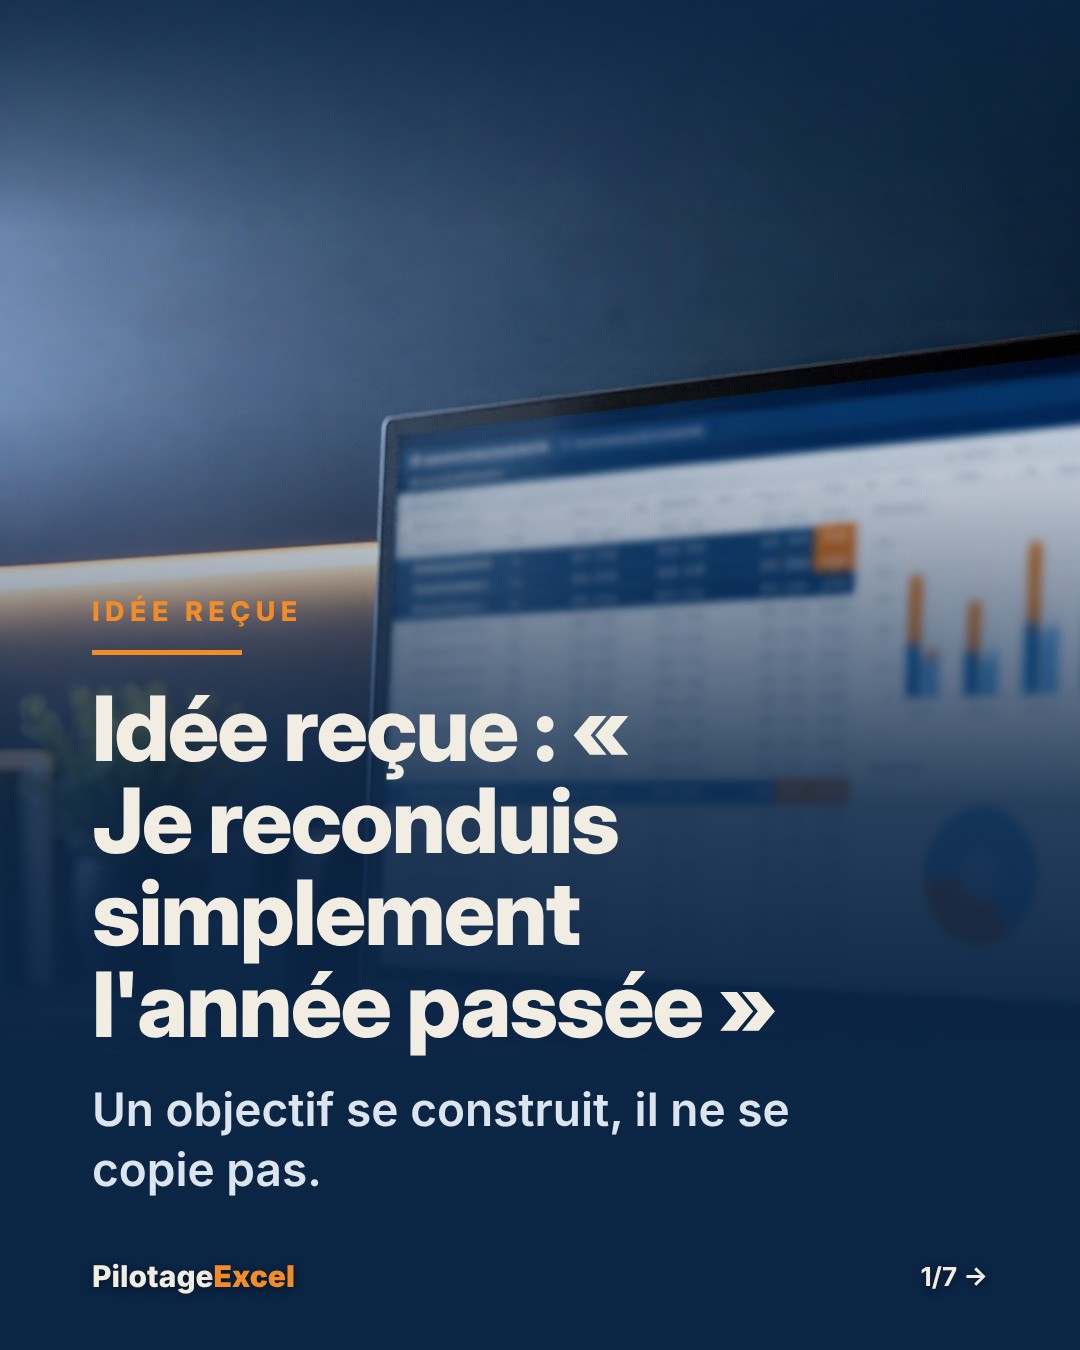 IDÉE REÇUE
Idée reçue : «
Je reconduis
simplement
l'année passée »
Un objectif se construit, il ne se
copie pas.
PilotageExcel
1/7 →